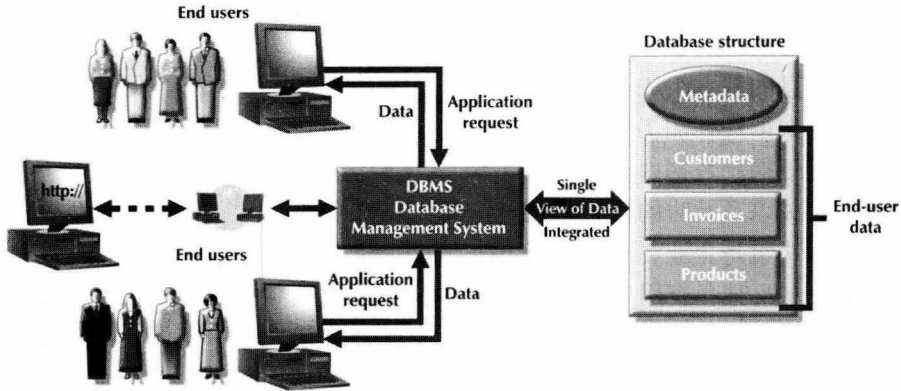 End users
Data
Application
request
http://
DBMS
Database
Management System
Single
View of Data
Integrated
Database structure
Metadata
Customers
Invoices
Products
End-user
data
End users
Application
request
Data